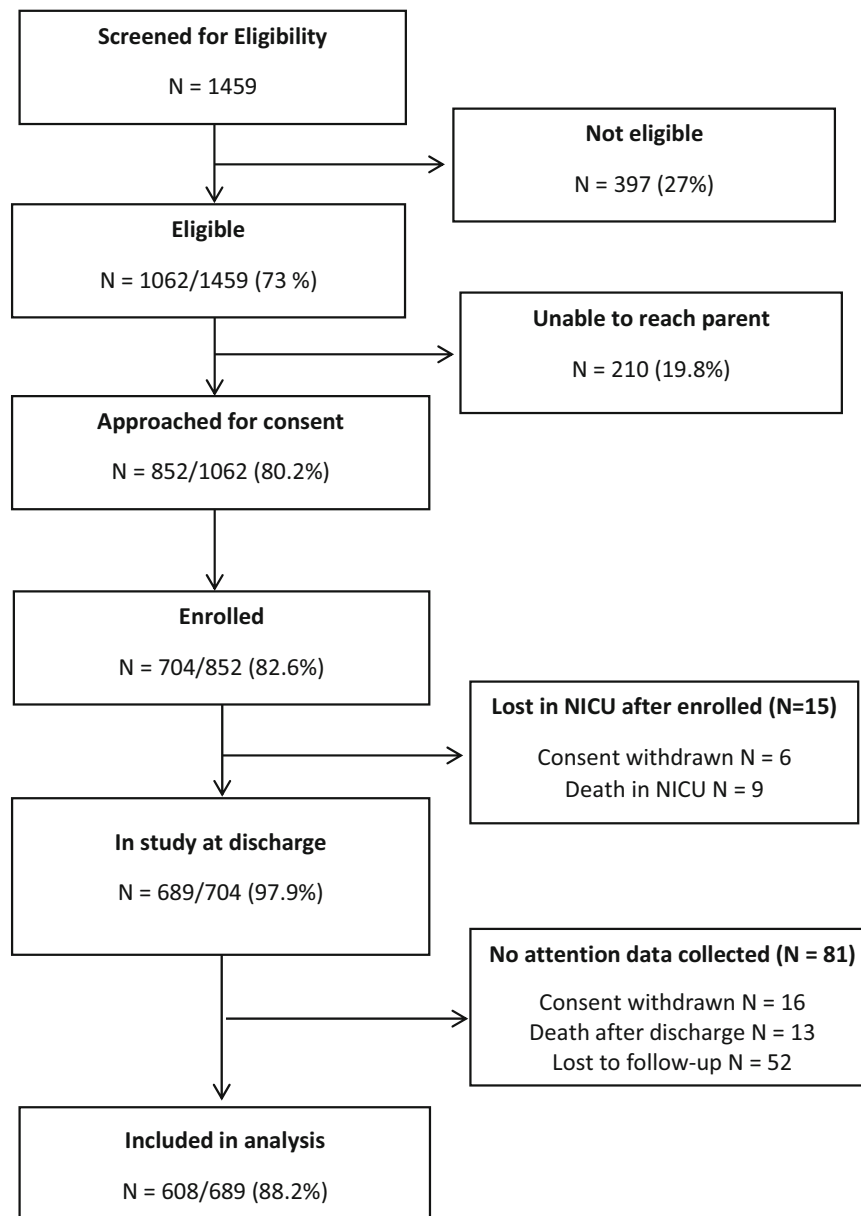 Screened for Eligibility
N = 1459
Not eligible
N = 397 (27%)
Eligible
N = 1062/1459 (73 %)
Unable to reach parent
N = 210 (19.8%)
Approached for consent
N = 852/1062 (80.2%)
Enrolled
N = 704/852 (82.6%)
Lost in NICU after enrolled (N=15)
Consent withdrawn N = 6
Death in NICU N = 9
In study at discharge
N = 689/704 (97.9%)
No attention data collected (N = 81)
Consent withdrawn N = 16
Death after discharge N = 13
Lost to follow-up N = 52
Included in analysis
N = 608/689 (88.2%)